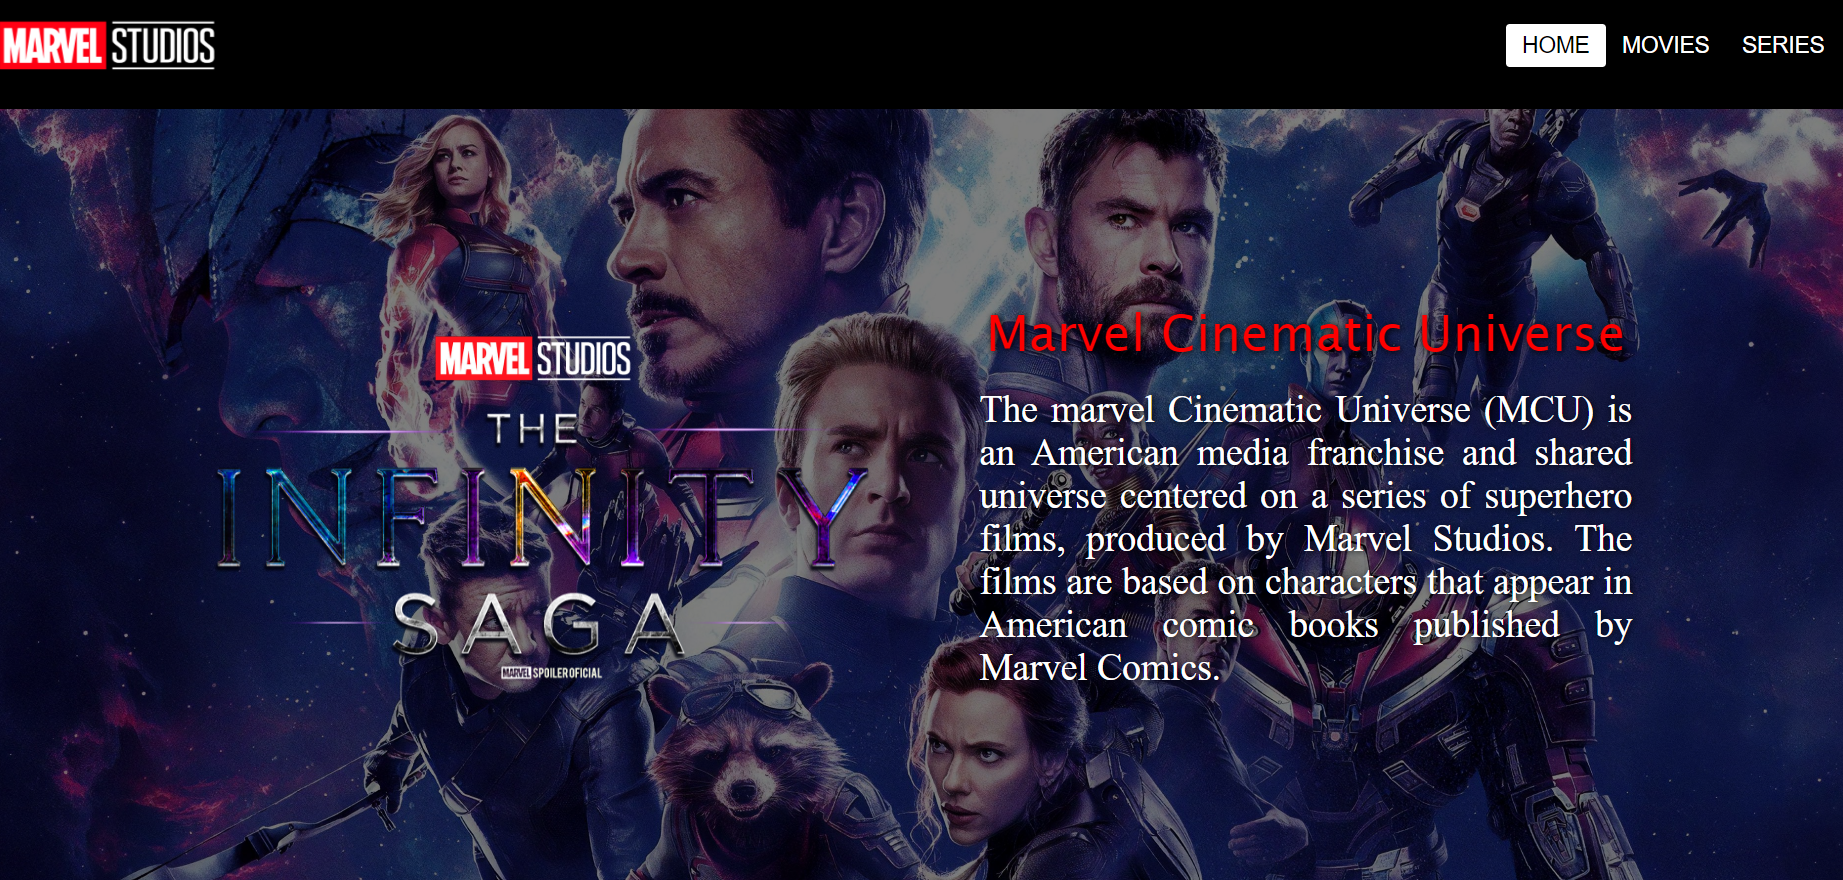 MARVEL STUDIOS
HOME MOVIES SERIES
MARVEL STUDIOS
THE
INFINITY
SAGA
MARVEL SPOILER OFICIAL
Marvel Cinematic Universe
The marvel Cinematic Universe (MCU) is
an American media franchise and shared
universe centered on a series of superhero
films, produced by Marvel Studios. The
films are based on characters that appear in
American comic books published by
Marvel Comics.